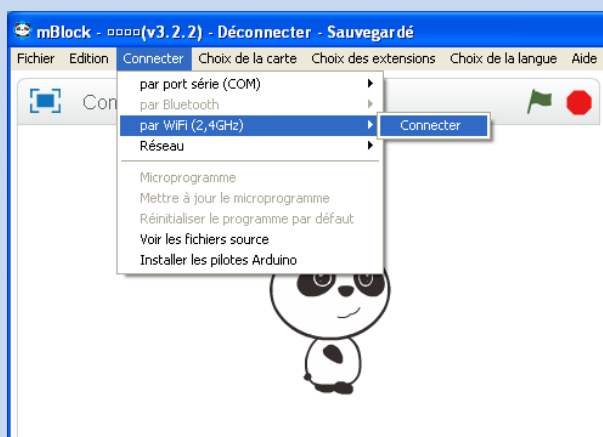 mBlock - □□□□(v3.2.2) - Déconnecter - Sauvegardé
Fichier Edition Connecter Choix de la carte Choix des extensions Choix de la langue Aide
par port série (COM)
Con
par Bluetooth
par WiFi (2,4GHz) Connecter
Réseau
Microprogramme
Mettre à jour le microprogramme
Réinitialiser le programme par défaut
Voir les fichiers source
Installer les pilotes Arduino